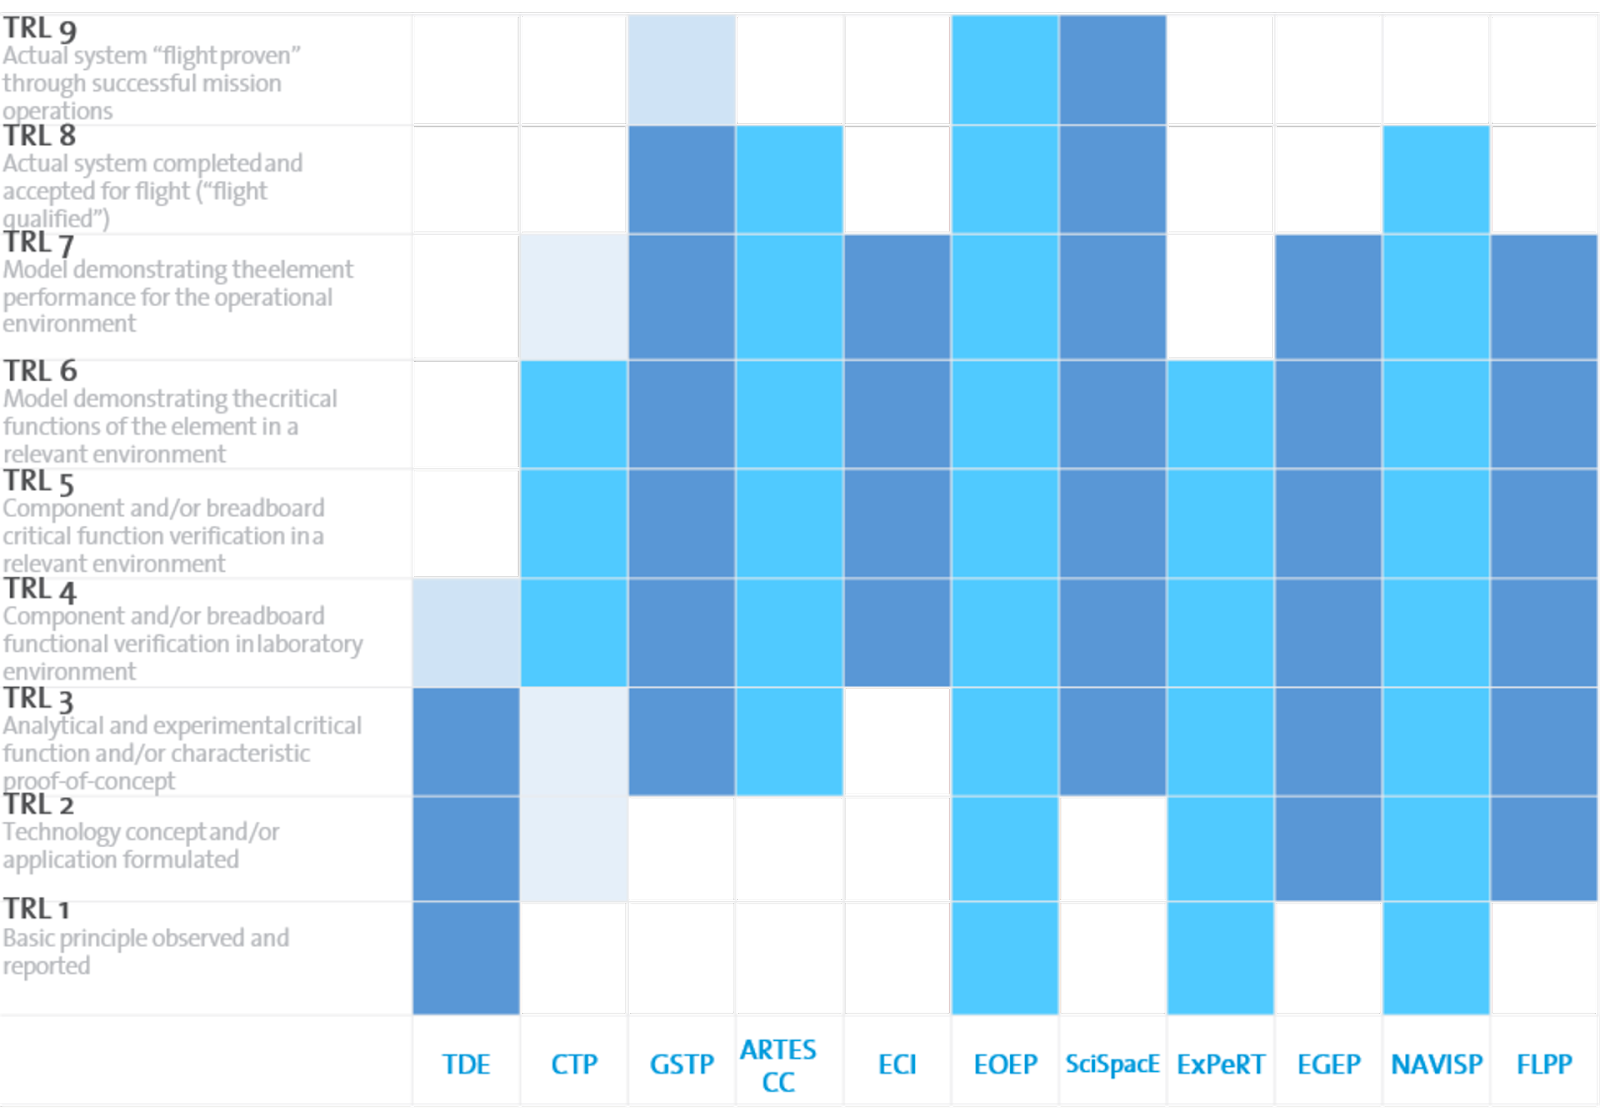 TRL 9
Actual system “flight proven”
through successful mission
operations
TRL 8
Actual system completed and
accepted for flight (“flight
qualified”)
TRL 7
Model demonstrating the element
performance for the operational
environment
TRL 6
Model demonstrating the critical
functions of the element in a
relevant environment
TRL 5
Component and/or breadboard
critical function verification in a
relevant environment
TRL 4
Component and/or breadboard
functional verification in laboratory
environment
TRL 3
Analytical and experimental critical
function and/or characteristic
proof-of-concept
TRL 2
Technology concept and/or
application formulated
TRL 1
Basic principle observed and
reported
TDE
CTP
GSTP
ARTES
CC
ECI
EOEP
SciSpacE
ExPeRT
EGEP
NAVISP
FLPP